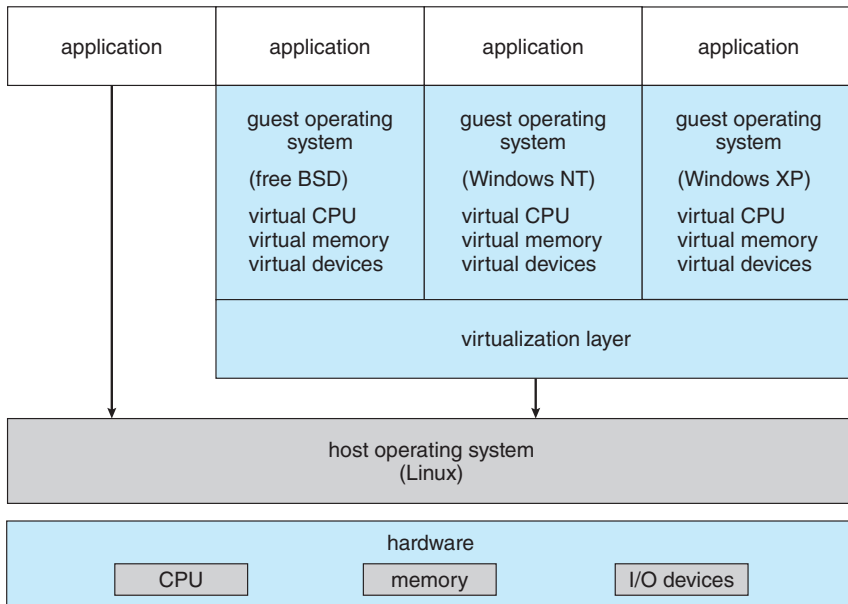 application
application
application
application
guest operating
system
(free BSD)
virtual CPU
virtual memory
virtual devices
guest operating
system
(Windows NT)
virtual CPU
virtual memory
virtual devices
guest operating
system
(Windows XP)
virtual CPU
virtual memory
virtual devices
virtualization layer
host operating system
(Linux)
hardware
CPU
memory
I/O devices